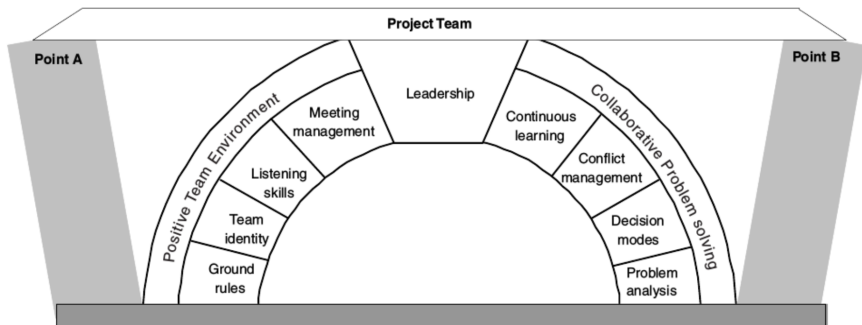 Project Team
Point A
Point B
Leadership
Positive Team Environment
Meeting
management
Listening
skills
Team
identity
Ground
rules
Collaborative Problem solving
Continuous
learning
Conflict
management
Decision
modes
Problem
analysis